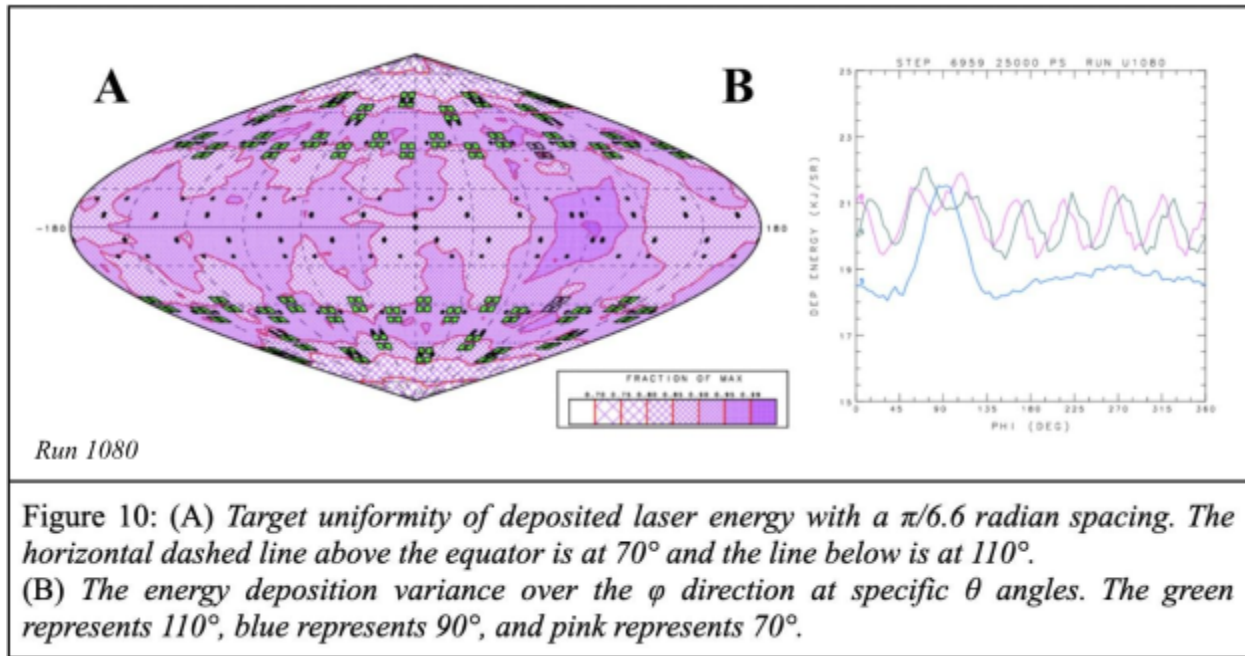 A
B
-180
180
FRACTION OF MAX
Run 1080
STEP 6959 25000 PS RUN U1080
DEP ENERGY (KJ/SR)
25
23
21
19
17
15
0 45 90 135 180 225 270 315 360
PHI (DEG)
Figure 10: (A) Target uniformity of deposited laser energy with a π/6.6 radian spacing. The
horizontal dashed line above the equator is at 70° and the line below is at 110°.
(B) The energy deposition variance over the φ direction at specific θ angles. The green
represents 110°, blue represents 90°, and pink represents 70°.